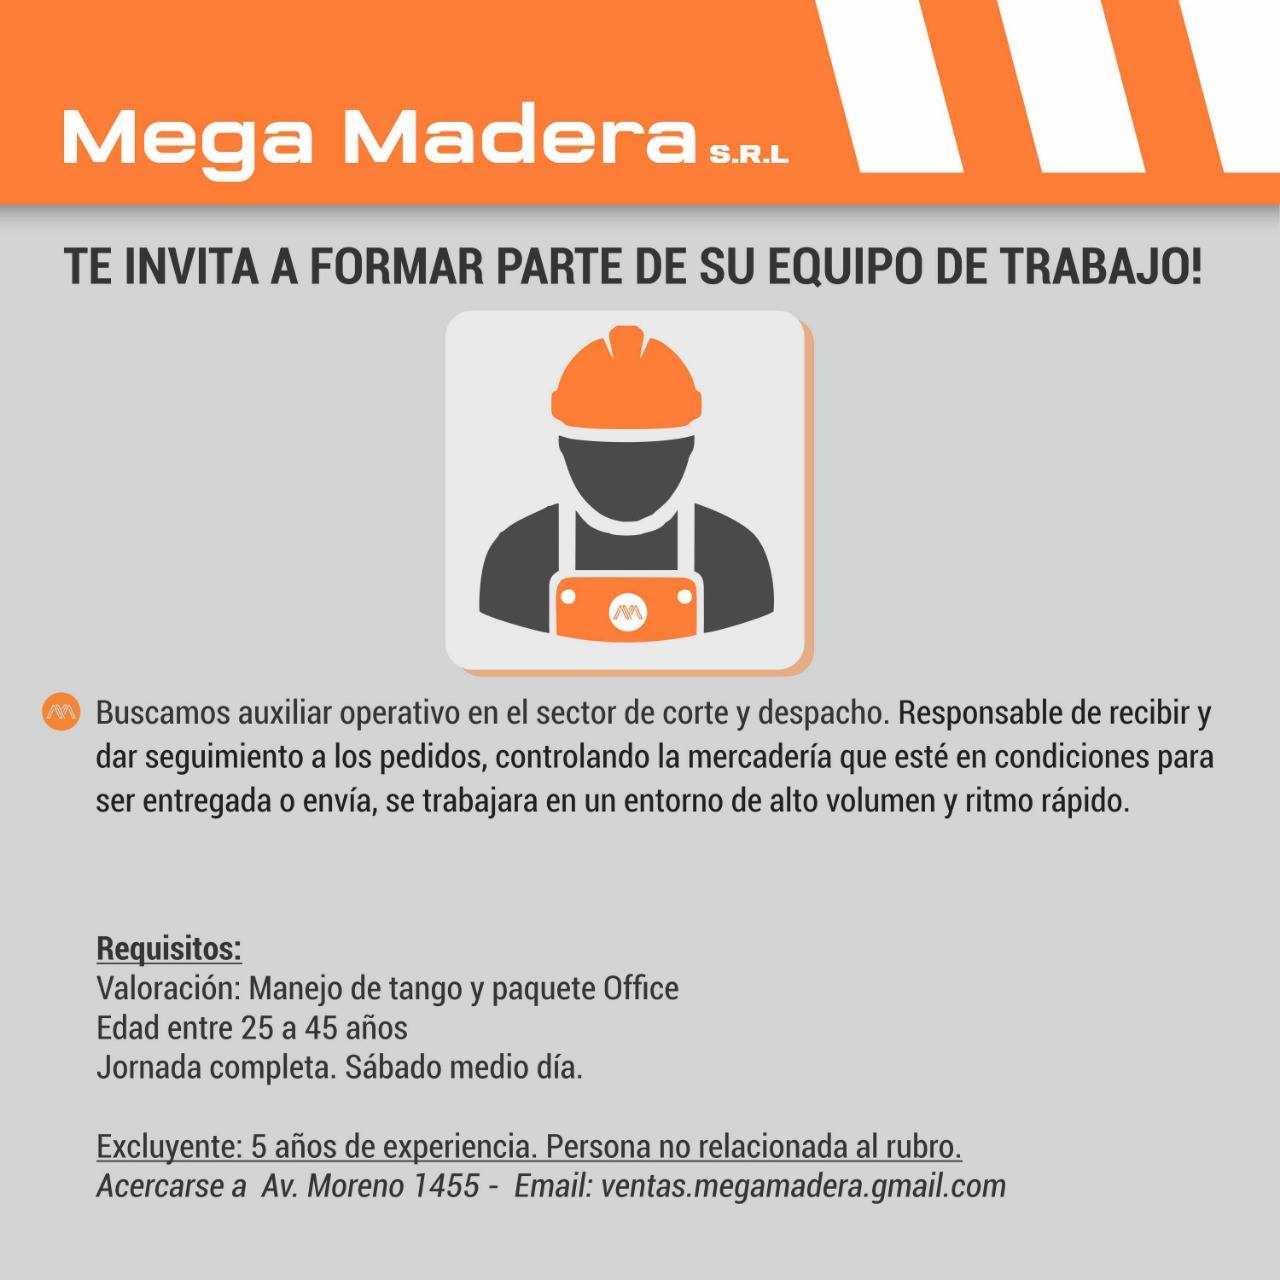 Mega Madera S.R.L
TE INVITA A FORMAR PARTE DE SU EQUIPO DE TRABAJO!
Buscamos auxiliar operativo en el sector de corte y despacho. Responsable de recibir y
dar seguimiento a los pedidos, controlando la mercadería que esté en condiciones para
ser entregada o envía, se trabajara en un entorno de alto volumen y ritmo rápido.
Requisitos:
Valoración: Manejo de tango y paquete Office
Edad entre 25 a 45 años
Jornada completa. Sábado medio día.
Excluyente: 5 años de experiencia. Persona no relacionada al rubro.
Acercarse a Av. Moreno 1455 - Email: ventas.megamadera.gmail.com